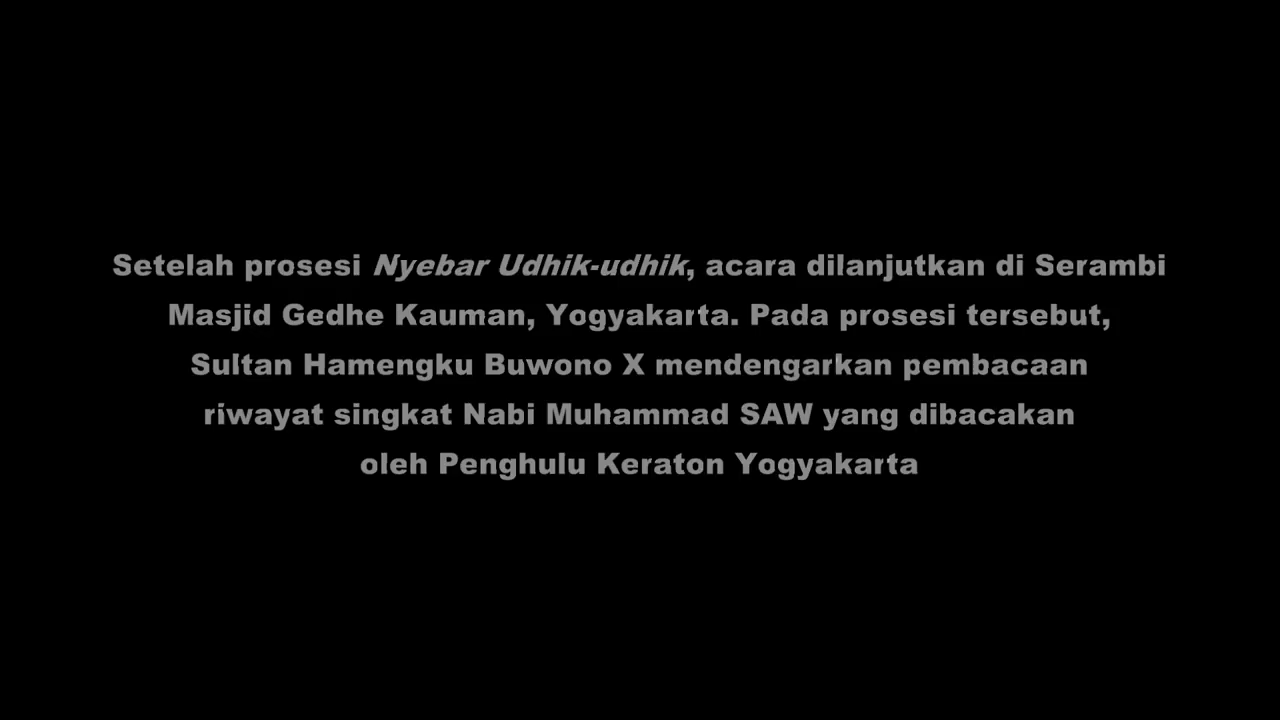 Setelah prosesi Nyebar Udhik-udhik, acara dilanjutkan di Serambi
Masjid Gedhe Kauman, Yogyakarta. Pada prosesi tersebut,
Sultan Hamengku Buwono X mendengarkan pembacaan
riwayat singkat Nabi Muhammad SAW yang dibacakan
oleh Penghulu Keraton Yogyakarta